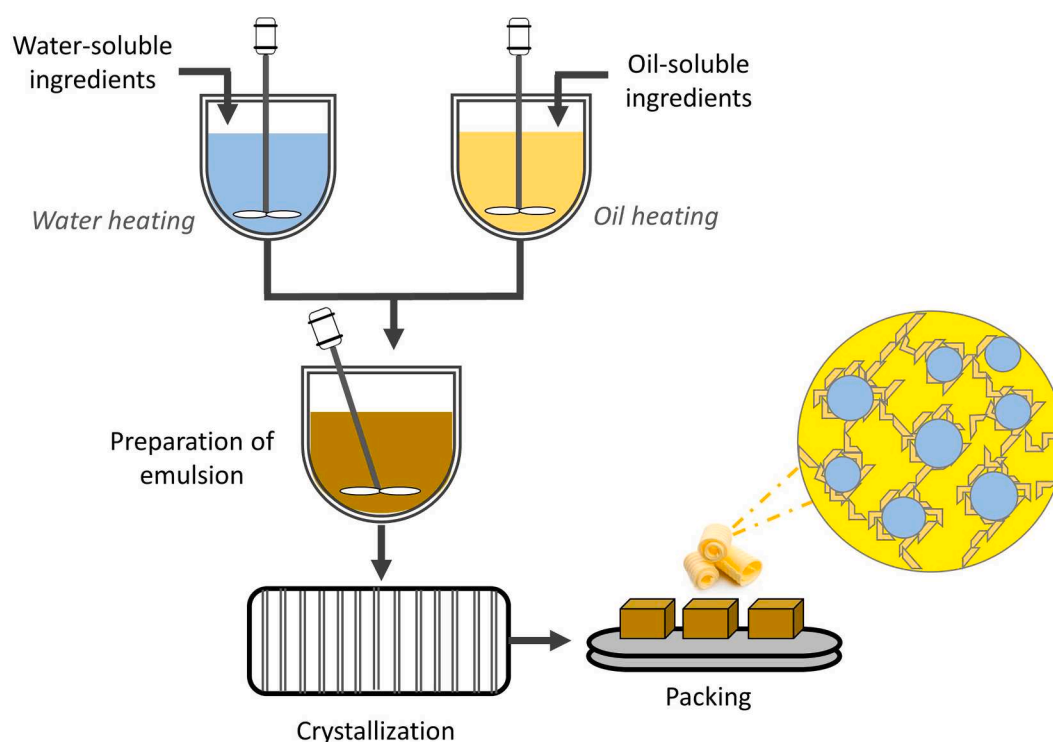 Water-soluble
ingredients
Oil-soluble
ingredients
Water heating
Oil heating
Preparation of
emulsion
Crystallization
Packing